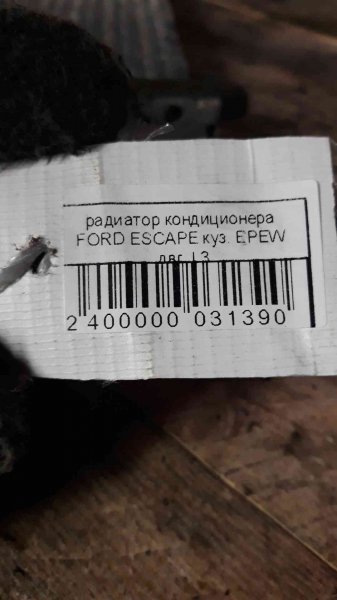 радиатор кондиционера
FORD ESCAPE куз. EPEW
двг. L3
2 400000 031390